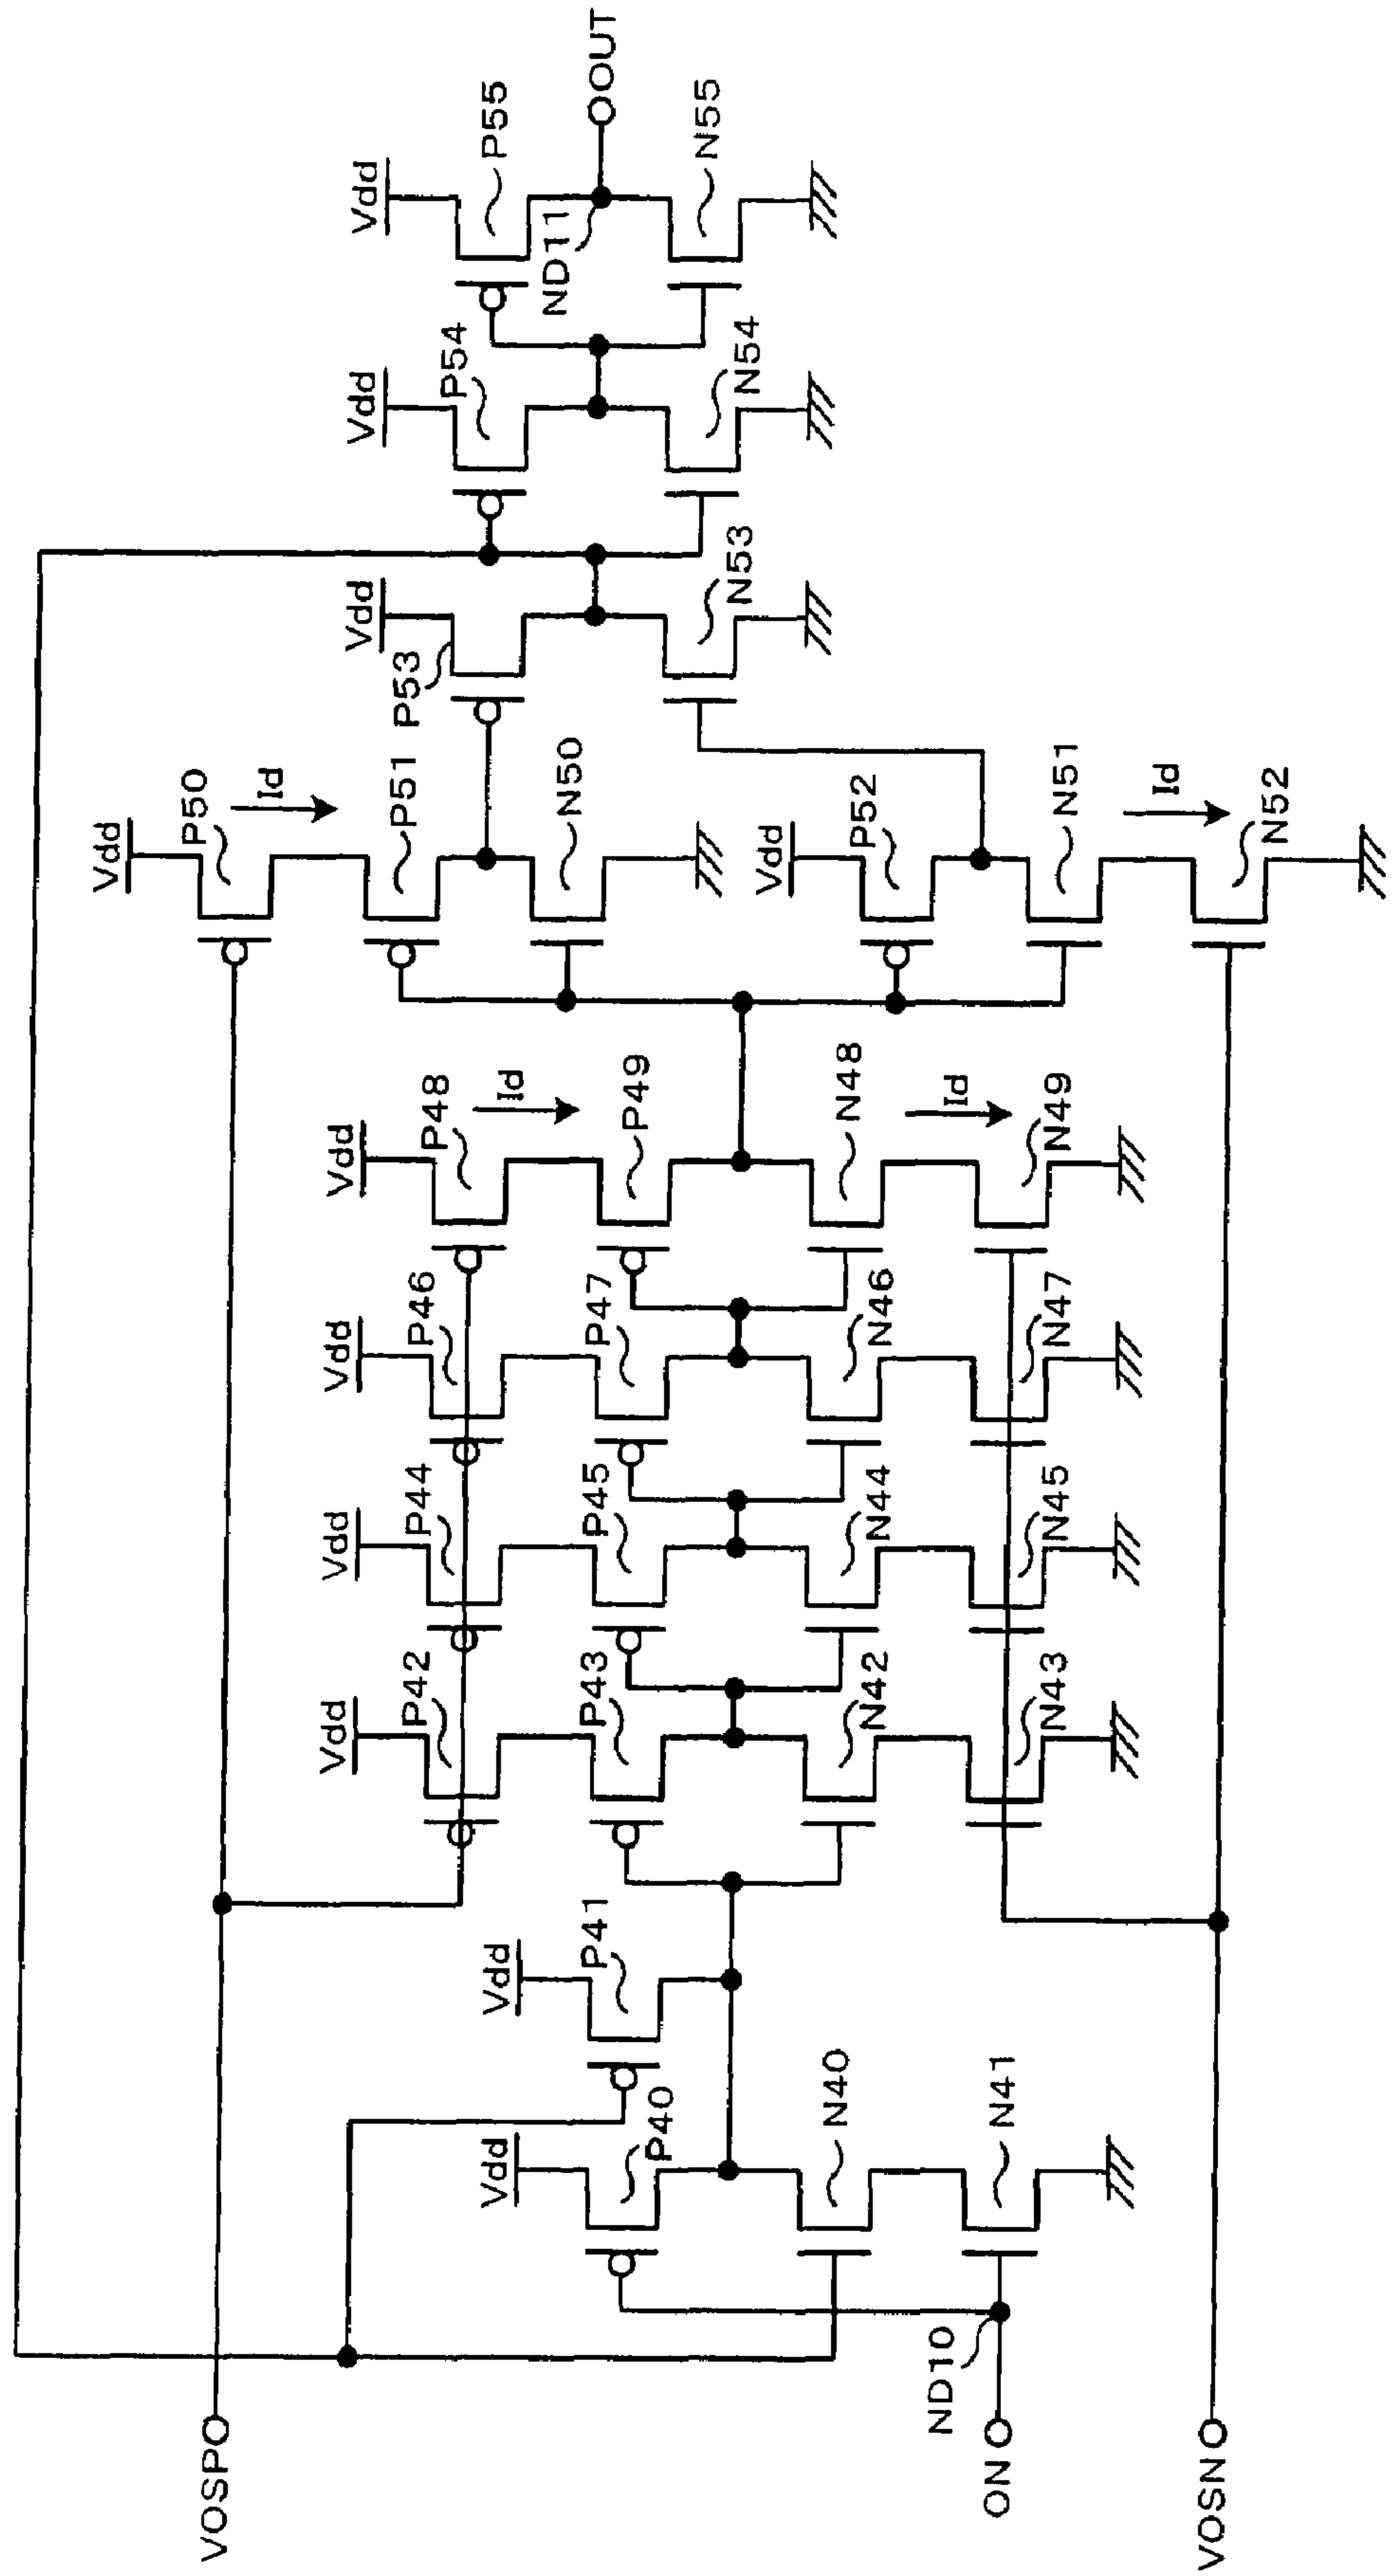 VOSP
ON
VOSN
ND10
Vdd
P40
N40
N41
Vdd
P41
Vdd
P42
P43
N42
N43
Vdd
P44
P45
N44
N45
Vdd
P46
P47
N46
N47
Vdd
P48
Id
P49
N48
Id
N49
Vdd
P50
Id
P51
N50
Vdd
P52
N51
Id
N52
Vdd
P53
N53
Vdd
P54
N54
Vdd
P55
ND11
N55
OUT